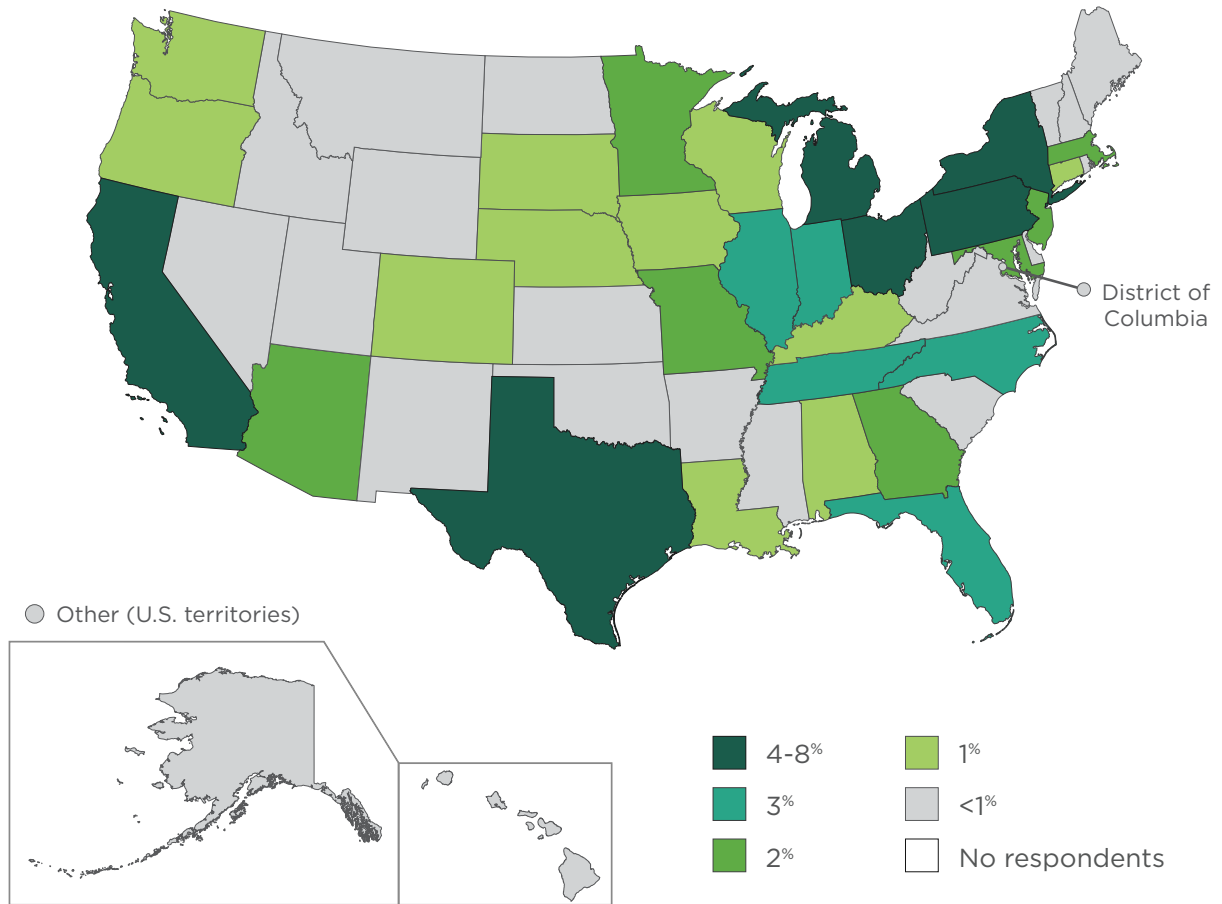 District of
Columbia
Other (U.S. territories)
4-8%
3%
2%
1%
<1%
No respondents